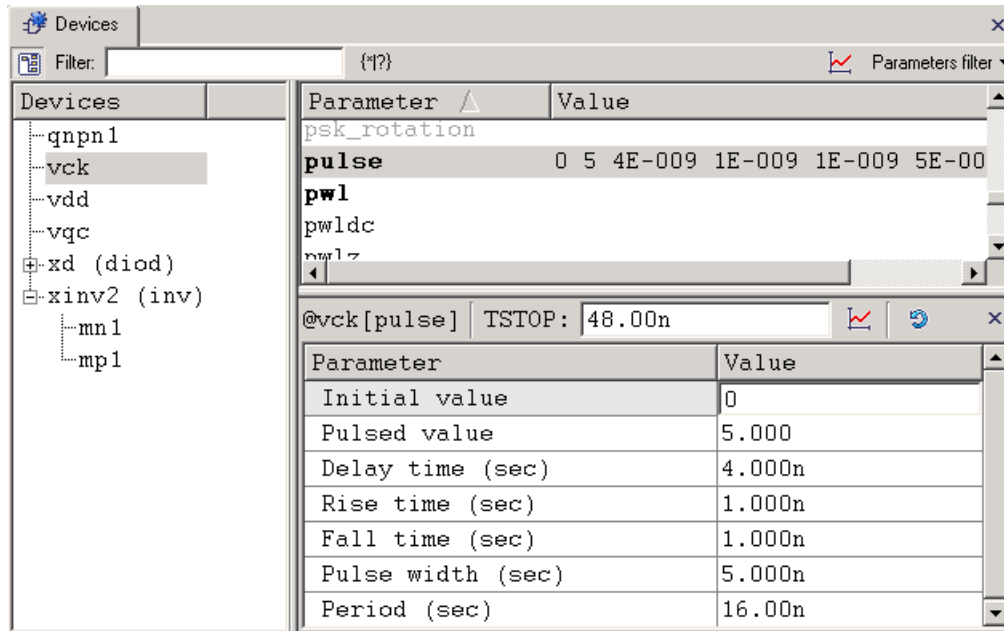 Devices
Filter: {*|?} Parameters filter
Devices
qnpn1
vck
vdd
vqc
xd (diod)
xinv2 (inv)
mn1
mp1
Parameter Value
psk_rotation
pulse 0 5 4E-009 1E-009 1E-009 5E-00
pwl
pwldc
pwlz
@vck[pulse] TSTOP: 48.00n
Parameter Value
Initial value 0
Pulsed value 5.000
Delay time (sec) 4.000n
Rise time (sec) 1.000n
Fall time (sec) 1.000n
Pulse width (sec) 5.000n
Period (sec) 16.00n